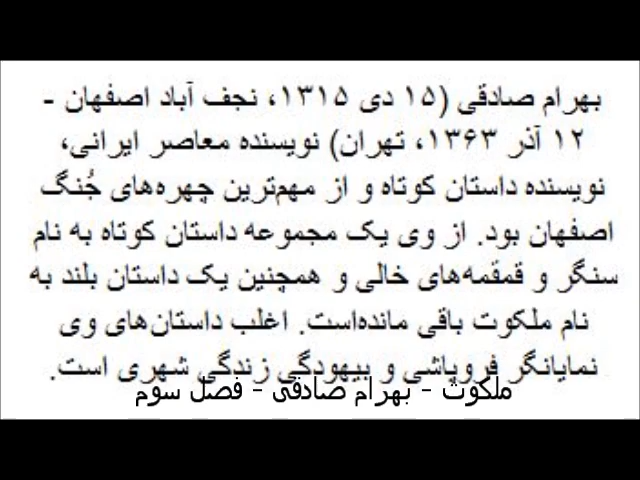 بهرام صادقی (۱۵ دی ۱۳۱۵، نجف آباد اصفهان -
۱۲ آذر ۱۳۶۳، تهران) نویسنده معاصر ایرانی،
نویسنده داستان کوتاه و از مهم‌ترین چهره‌های جُنگ
اصفهان بود. از وی یک مجموعه داستان کوتاه به نام
سنگر و قمقمه‌های خالی و همچنین یک داستان بلند به
نام ملکوت باقی مانده‌است. اغلب داستان‌های وی
نمایانگر فروپاشی و بیهودگی زندگی شهری است.
ملکوت - بهرام صادقی - فصل سوم